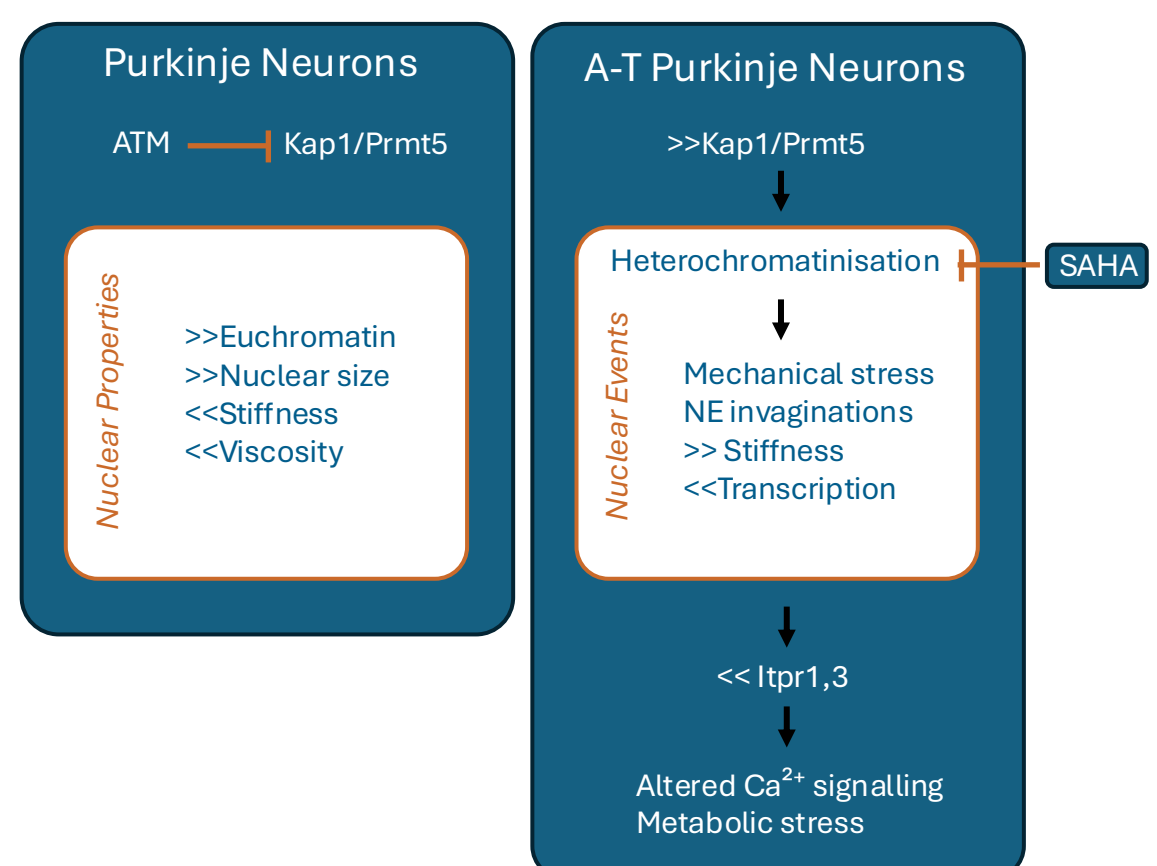 Purkinje Neurons
ATM
Kap1/Prmt5
Nuclear Properties
>>Euchromatin
>>Nuclear size
<<Stiffness
<<Viscosity
A-T Purkinje Neurons
>>Kap1/Prmt5
Heterochromatinisation
SAHA
Nuclear Events
Mechanical stress
NE invaginations
>> Stiffness
<<Transcription
<< Itpr1,3
Altered Ca²⁺ signalling
Metabolic stress